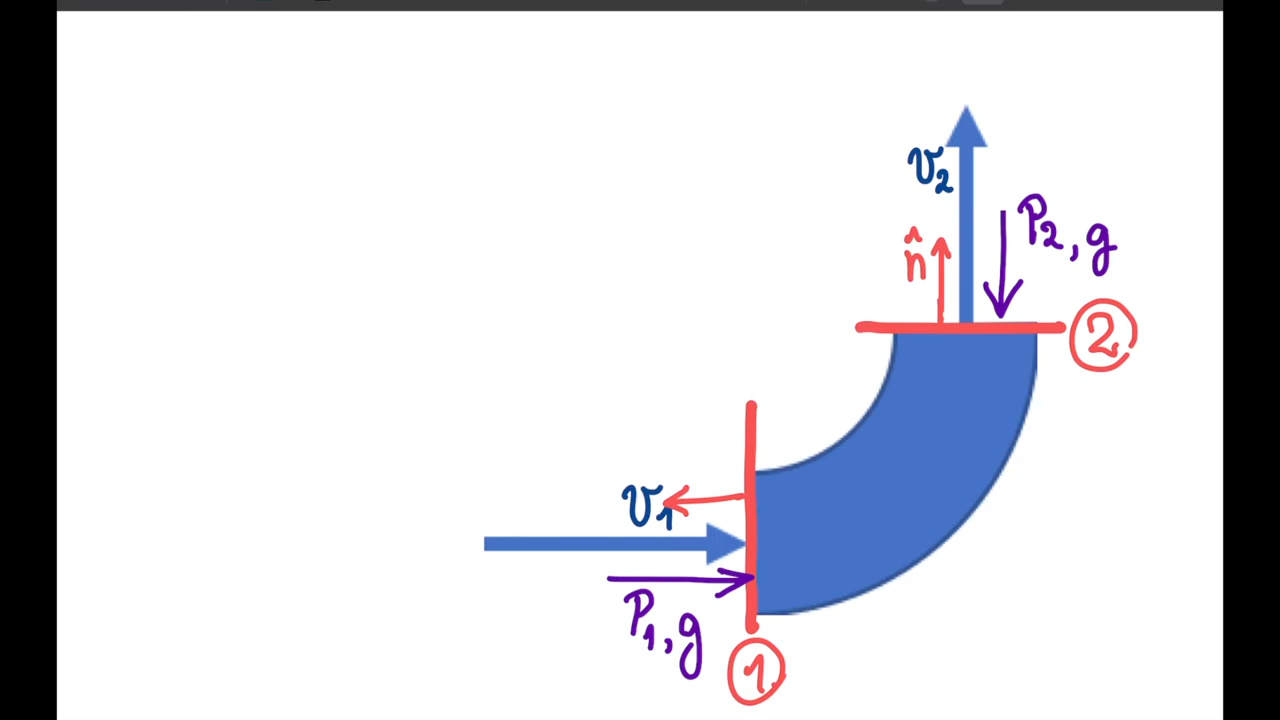 v₂
P₂,g
n̂
②
v₁
P₁,g
①